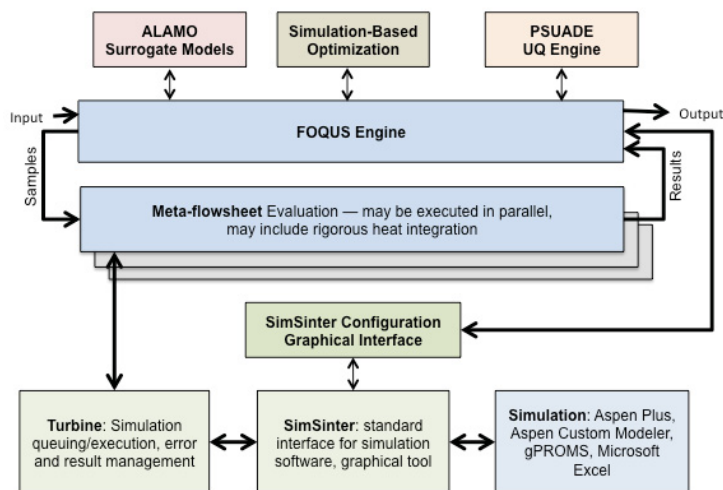 ALAMO
Surrogate Models
Simulation-Based
Optimization
PSUADE
UQ Engine
Input
FOQUS Engine
Output
Samples
Results
Meta-flowsheet Evaluation — may be executed in parallel,
may include rigorous heat integration
SimSinter Configuration
Graphical Interface
Turbine: Simulation
queuing/execution, error
and result management
SimSinter: standard
interface for simulation
software, graphical tool
Simulation: Aspen Plus,
Aspen Custom Modeler,
gPROMS, Microsoft
Excel